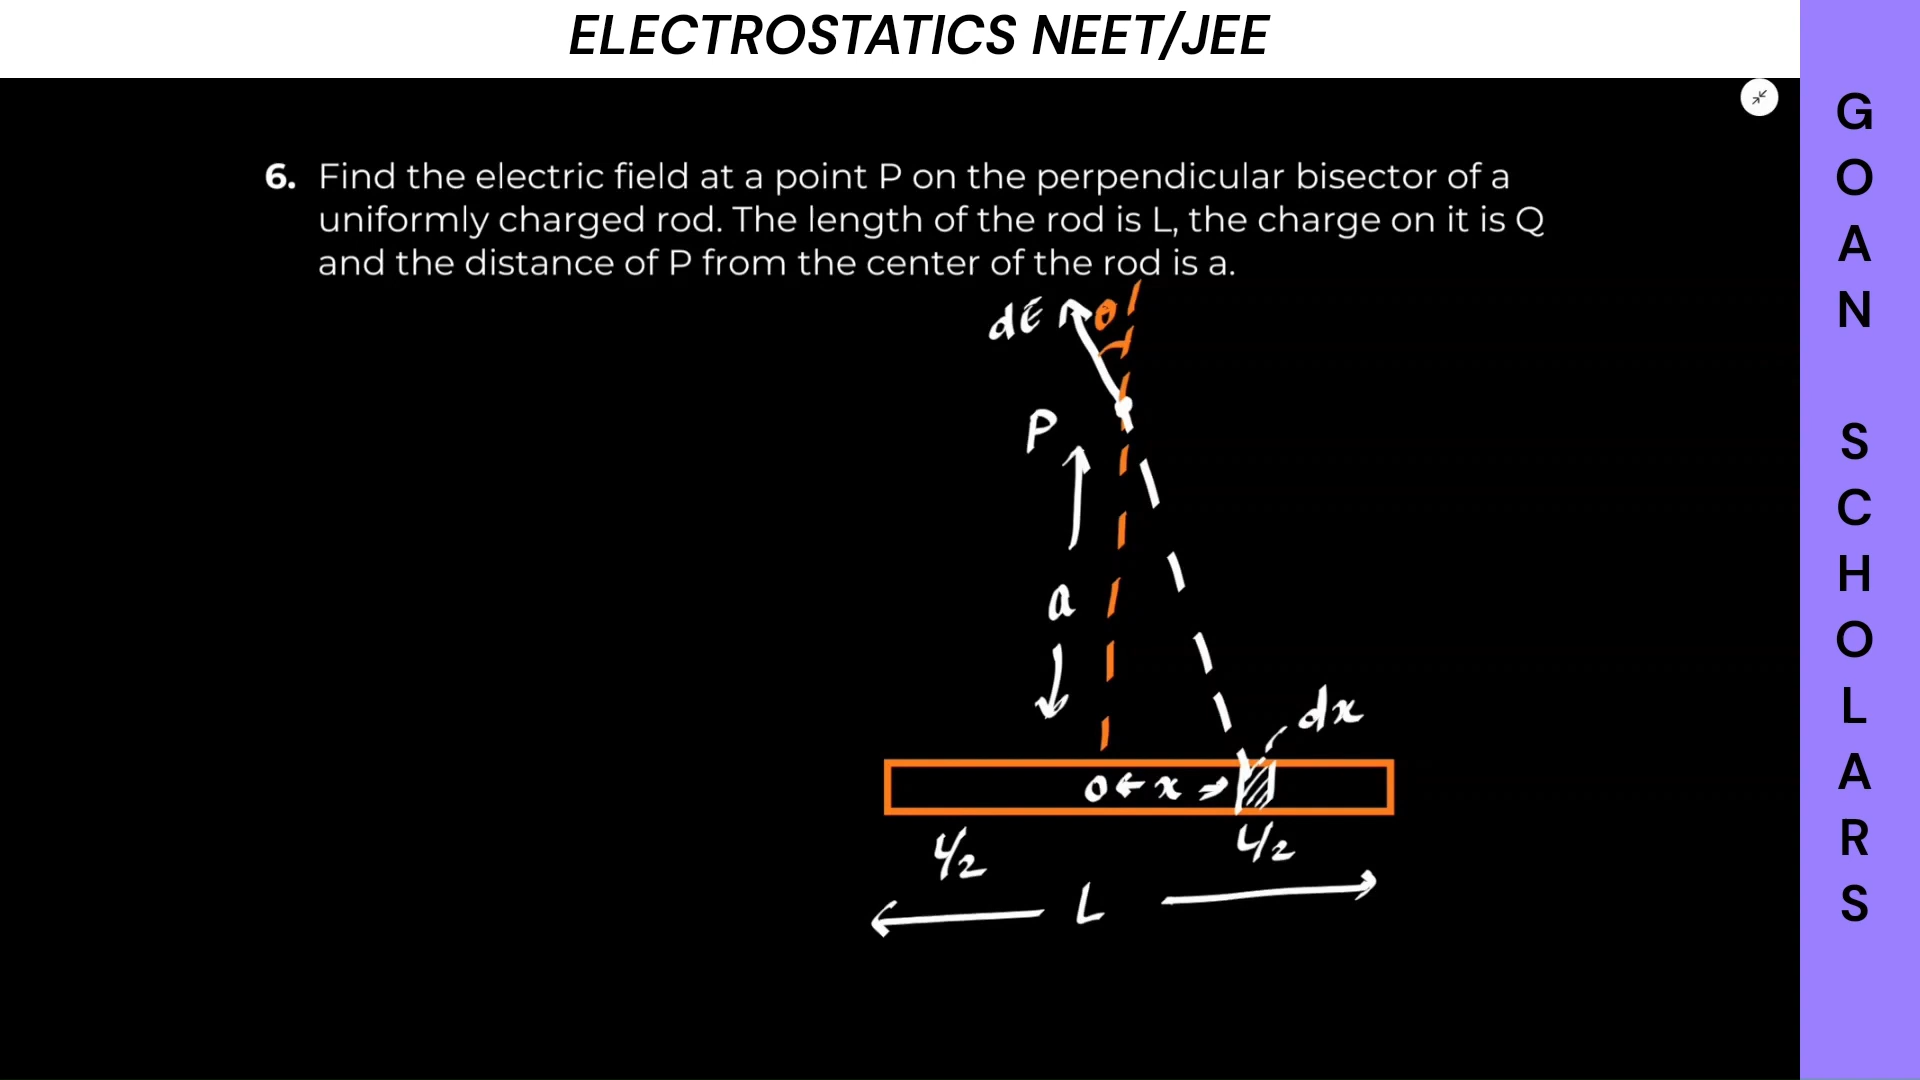 ELECTROSTATICS NEET/JEE
6. Find the electric field at a point P on the perpendicular bisector of a
uniformly charged rod. The length of the rod is L, the charge on it is Q
and the distance of P from the center of the rod is a.
dE θ
P
a
dx
O ← x →
L/2 L/2
L
GOAN SCHOLARS